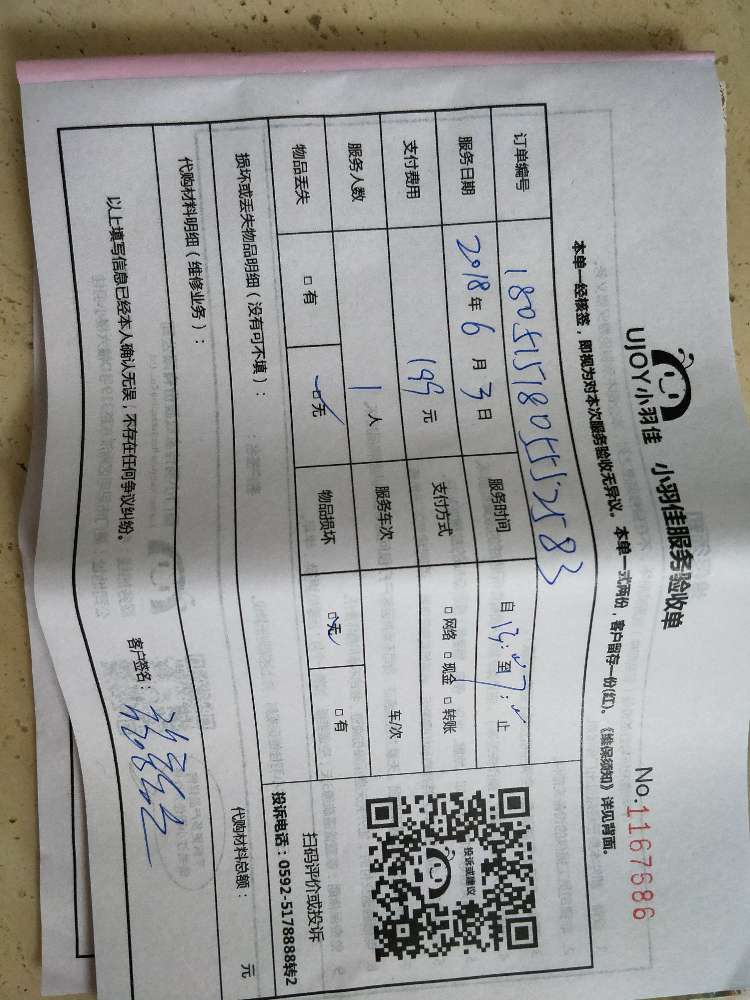 UJOY小羽佳 小羽佳服务验收单
No.1167686
本单一经核签，即视为对本次服务验收无异议。本单一式两份，客户留存一份(红)。《维保须知》详见背面。
订单编号 1805151805552583
服务日期 2018年6月3日 服务时间 自 至 止
支付费用 199元 支付方式 □网络 □现金 □转账
服务人数 1人 服务车次 车/次
物品丢失 □有 □无 物品损坏 □无 □有
投诉或建议
扫码评价或投诉
投诉电话：0592-5178888转2
损坏或丢失物品明细（没有可不填）：
代购材料明细（维修业务）：
代购材料总额： 元
以上填写信息已经本人确认无误，不存在任何争议纠纷。
客户签名：